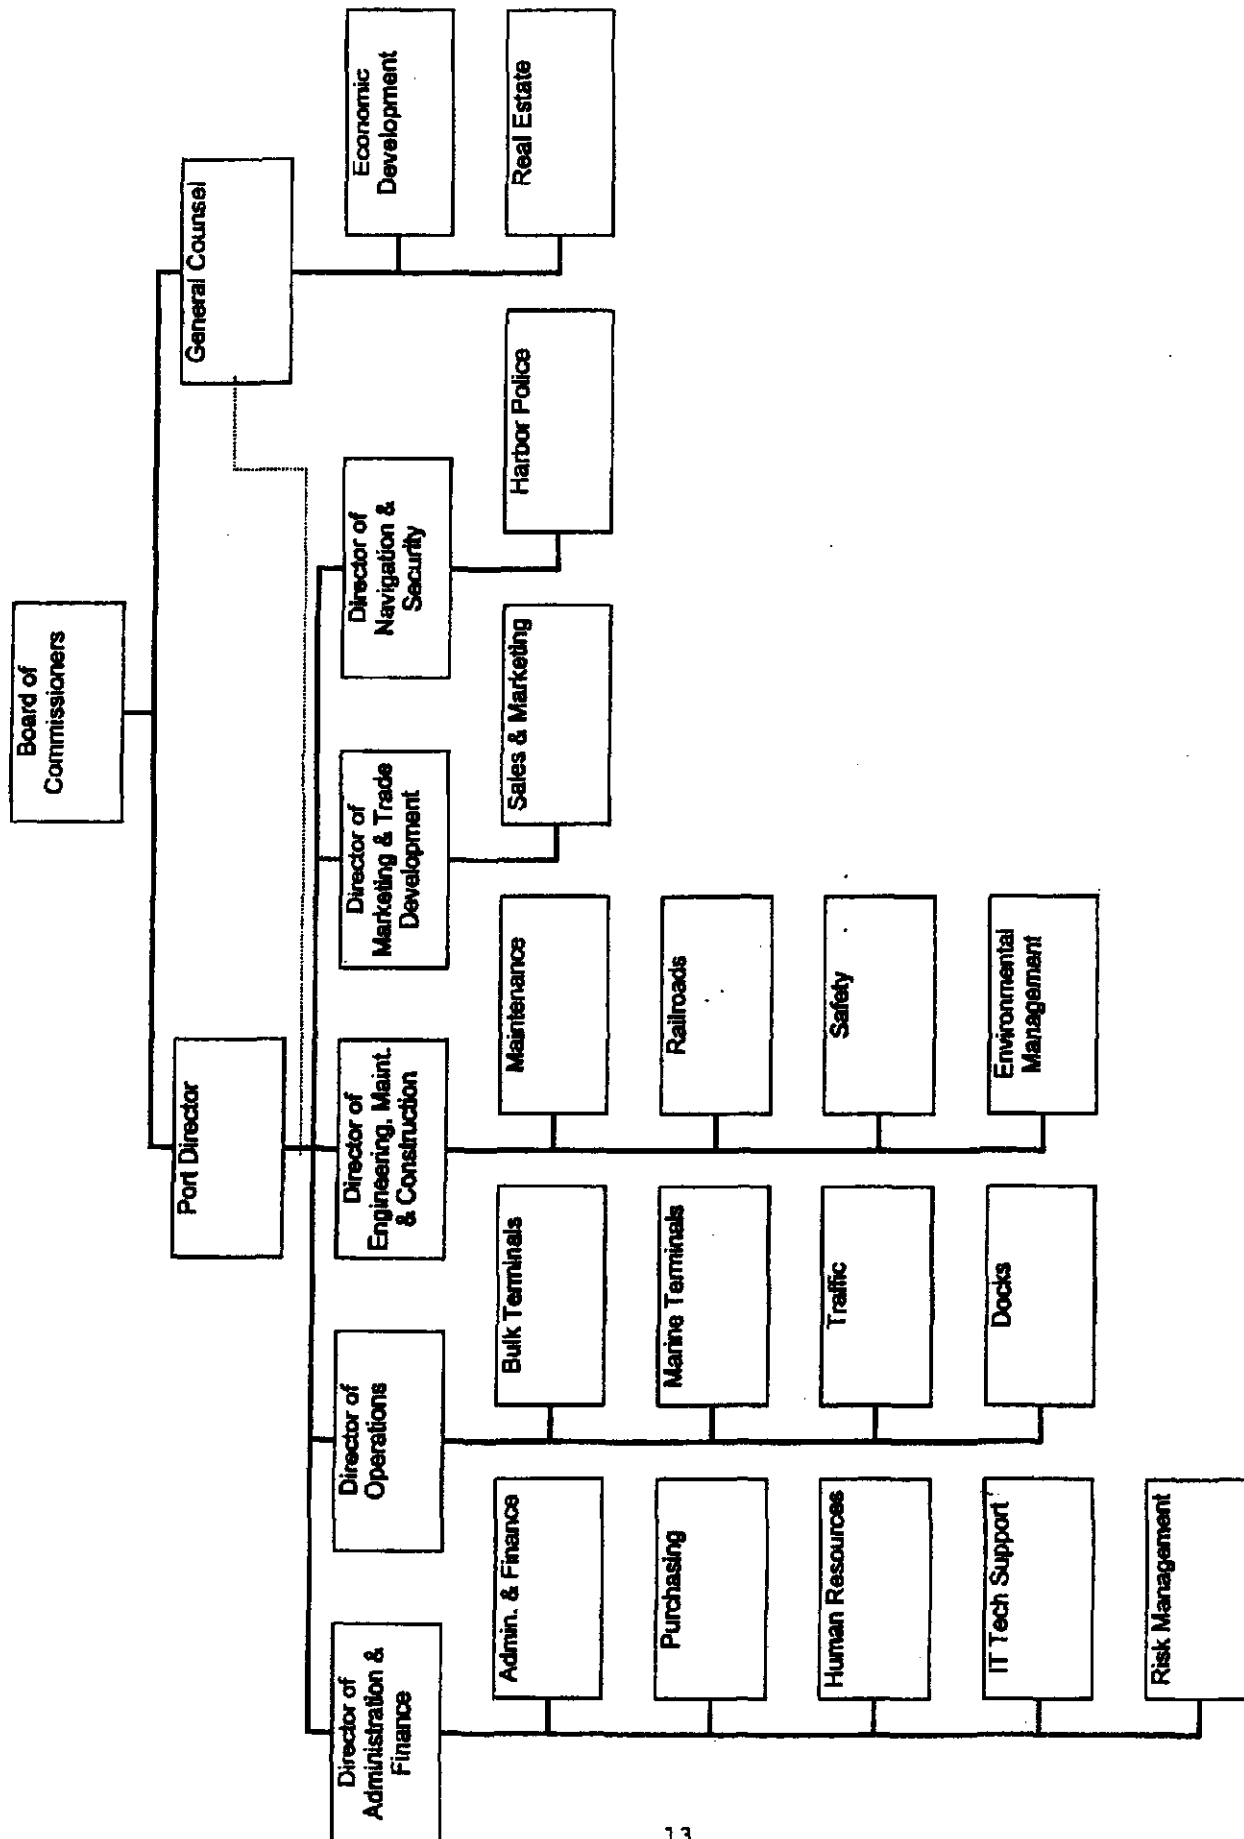 Board of
Commissioners
Port Director
General Counsel
Director of
Administration &
Finance
Director of
Operations
Director of
Engineering, Maint.
& Construction
Director of
Marketing & Trade
Development
Director of
Navigation &
Security
Economic
Development
Admin. & Finance
Bulk Terminals
Maintenance
Sales & Marketing
Harbor Police
Real Estate
Purchasing
Marine Terminals
Railroads
Human Resources
Traffic
Safety
IT Tech Support
Docks
Environmental
Management
Risk Management
13